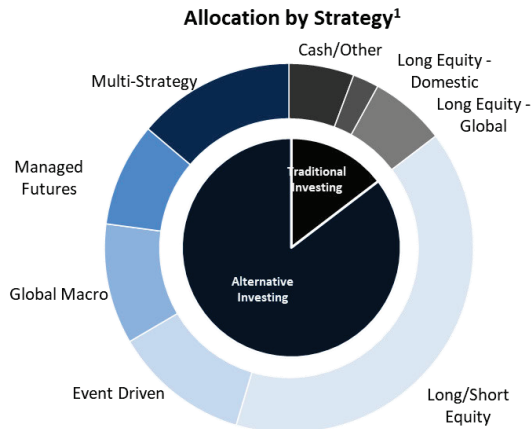 Allocation by Strategy¹
Cash/Other
Long Equity -
Domestic
Long Equity -
Global
Multi-Strategy
Traditional
Investing
Managed
Futures
Alternative
Investing
Global Macro
Event Driven
Long/Short
Equity